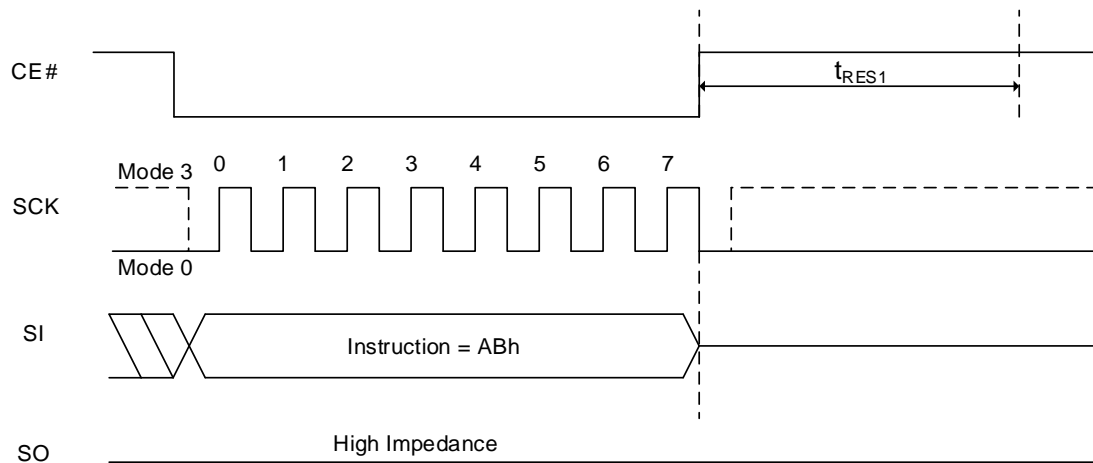 CE#
tRES1
Mode 3 0 1 2 3 4 5 6 7
SCK
Mode 0
SI
Instruction = ABh
High Impedance
SO